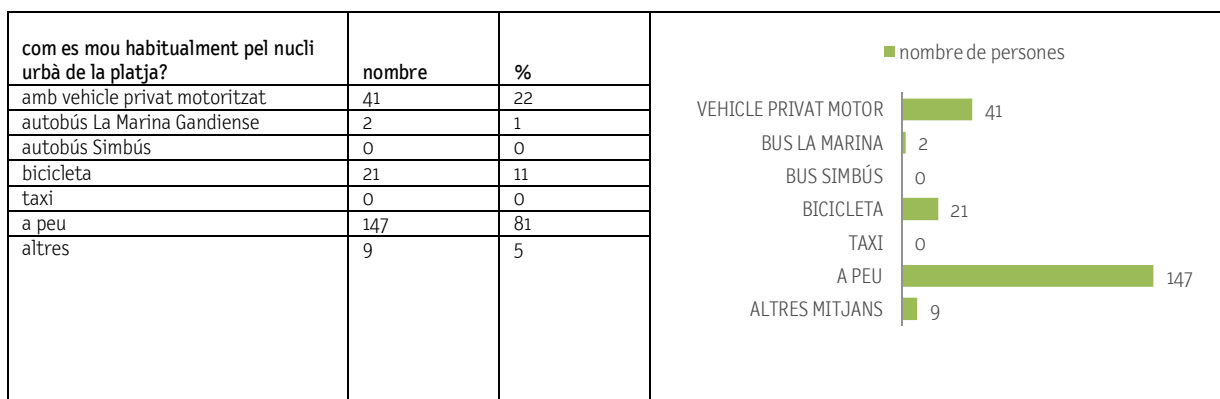 com es mou habitualment pel nucli
urbà de la platja? nombre %
amb vehicle privat motoritzat 41 22
autobús La Marina Gandiense 2 1
autobús Simbús 0 0
bicicleta 21 11
taxi 0 0
a peu 147 81
altres 9 5
nombre de persones
VEHICLE PRIVAT MOTOR 41
BUS LA MARINA 2
BUS SIMBÚS 0
BICICLETA 21
TAXI 0
A PEU 147
ALTRES MITJANS 9